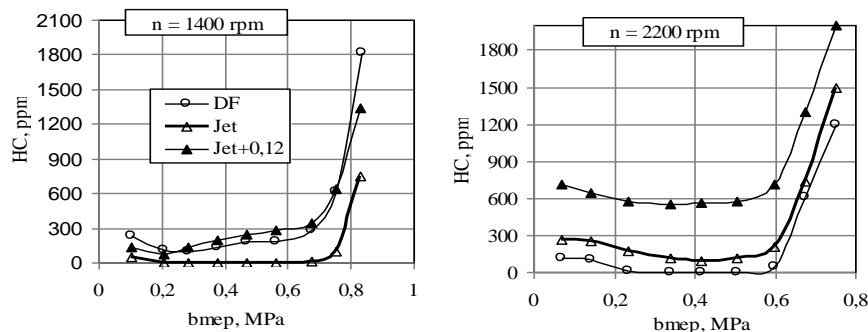 n = 1400 rpm
HC, ppm
2100
1800
1500
1200
900
600
300
0
DF
Jet
Jet+0,12
0
0,2
0,4
0,6
0,8
1
bmep, MPa
n = 2200 rpm
HC, ppm
1800
1500
1200
900
600
300
0
0
0,2
0,4
0,6
0,8
bmep, MPa